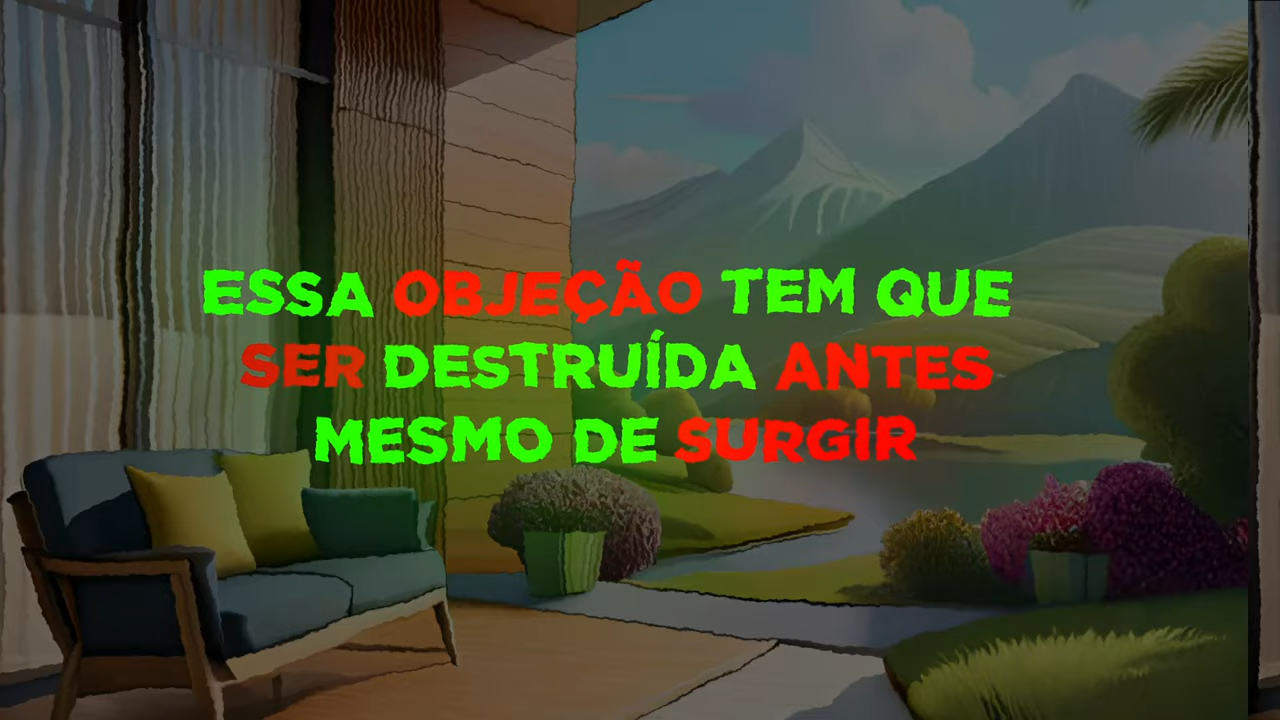 ESSA OBJEÇÃO TEM QUE
SER DESTRUÍDA ANTES
MESMO DE SURGIR